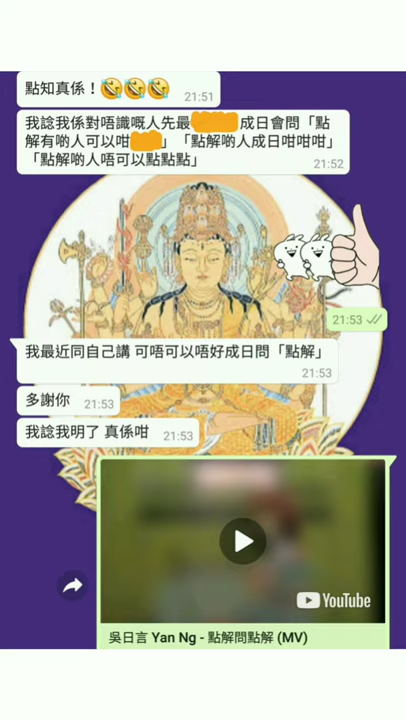 點知真係！🤣🤣🤣
21:51
我諗我係對唔識嘅人先最 成日會問「點
解有啲人可以咁 」「點解啲人成日咁咁咁」
「點解啲人唔可以點點點」
21:52
21:53
我最近同自己講 可唔可以唔好成日問「點解」
21:53
多謝你 21:53
我諗我明了 真係咁 21:53
YouTube
吳日言 Yan Ng - 點解問點解 (MV)